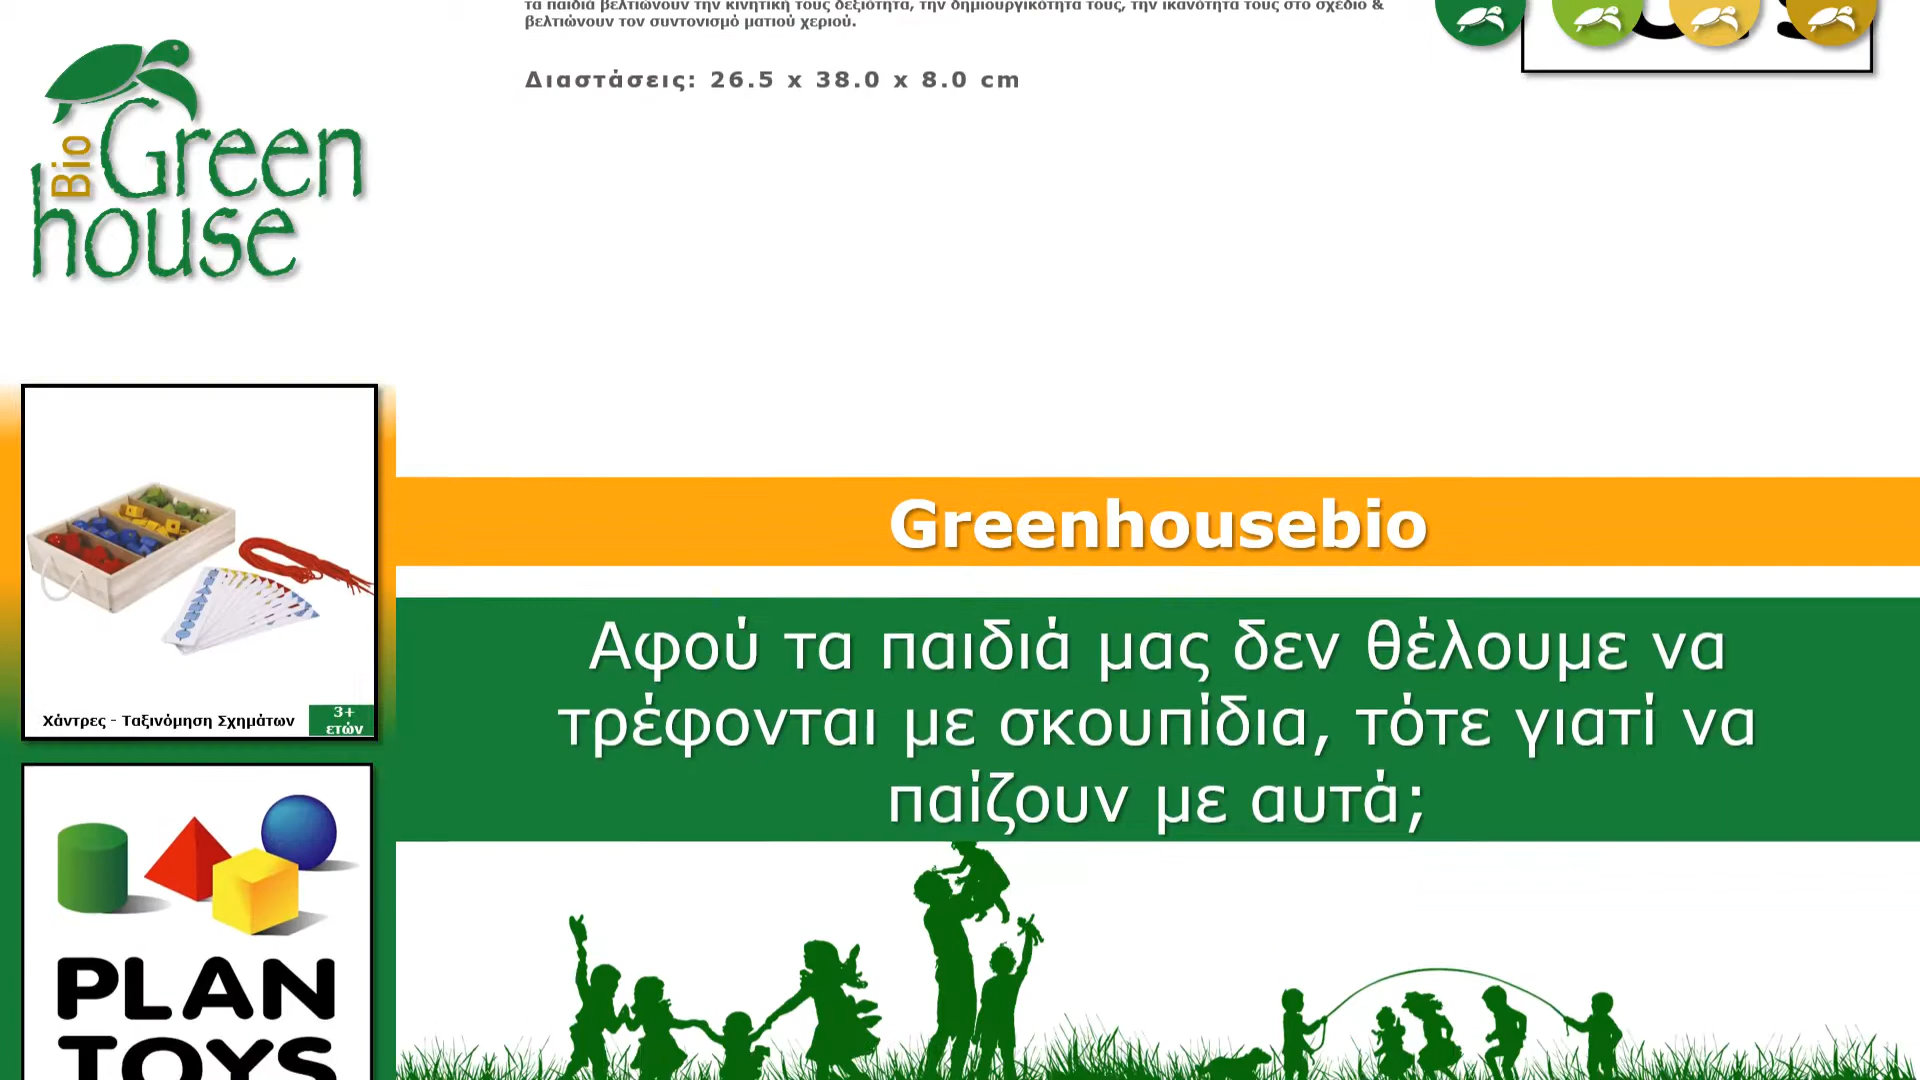 τα παιδιά βελτιώνουν την κινητική τους δεξιότητα, την δημιουργικότητα τους, την ικανότητα τους στο σχέδιο &
βελτιώνουν τον συντονισμό ματιού χεριού.
Διαστάσεις: 26.5 x 38.0 x 8.0 cm
Bio Green
house
Χάντρες - Ταξινόμηση Σχημάτων
3+
ετών
PLAN
TOYS
Greenhousebio
Αφού τα παιδιά μας δεν θέλουμε να
τρέφονται με σκουπίδια, τότε γιατί να
παίζουν με αυτά;